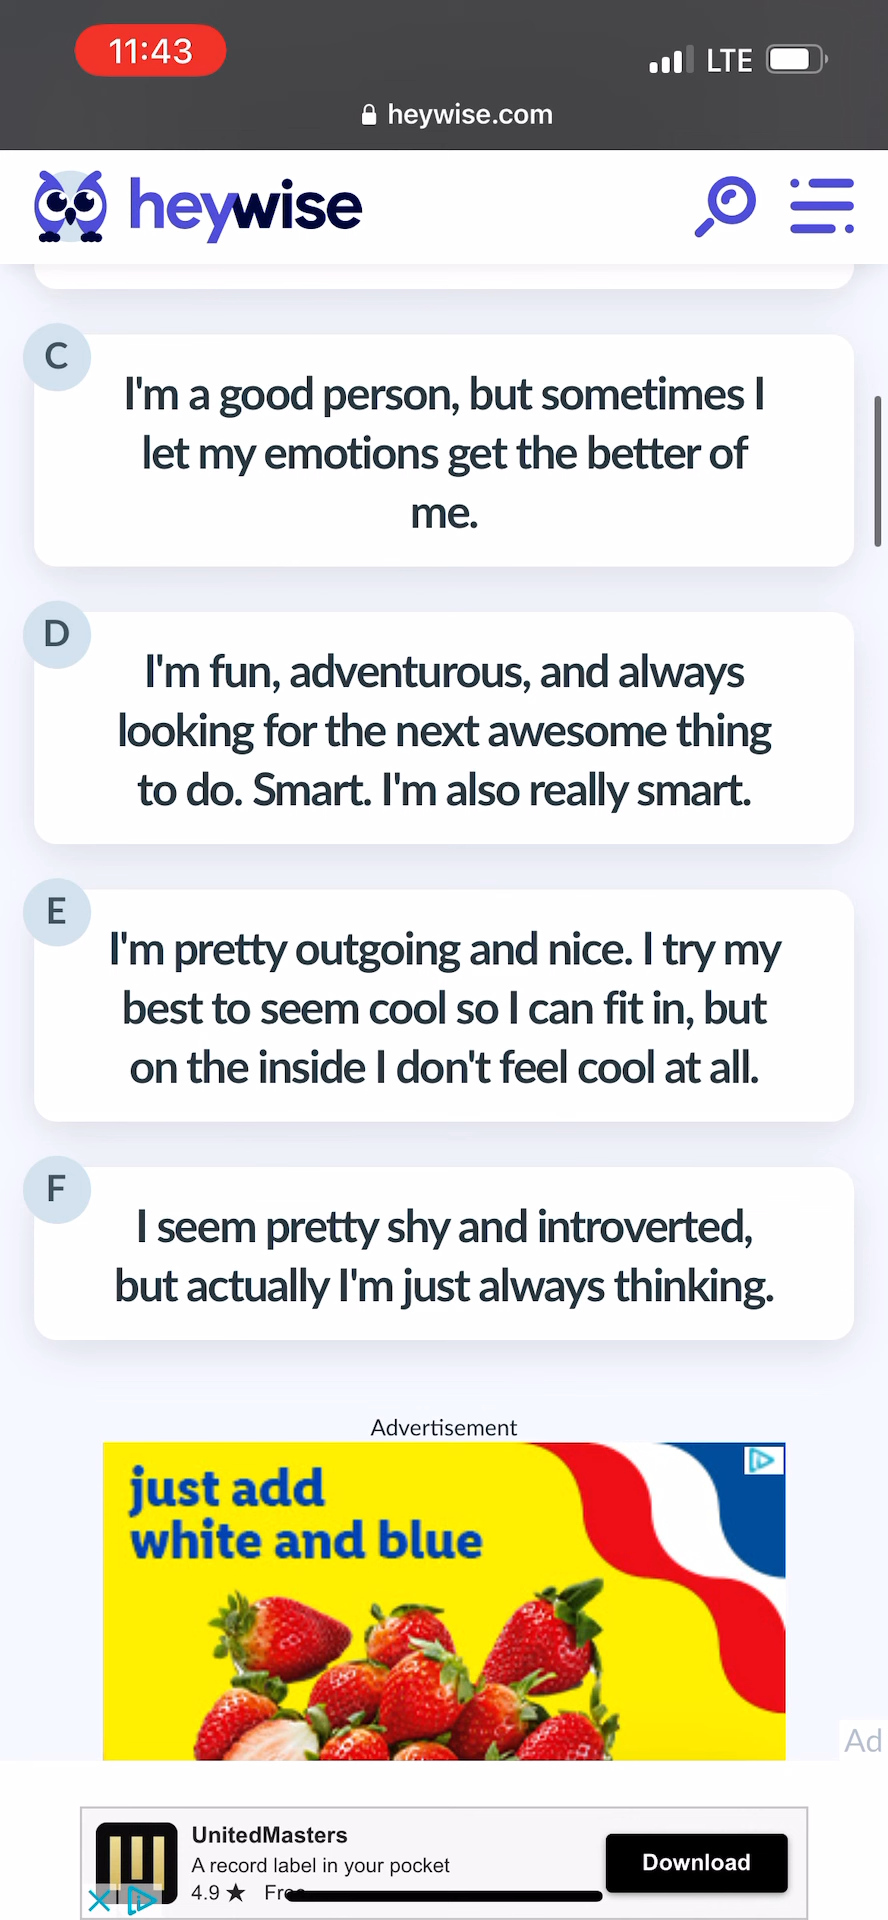 11:43
LTE
heywise.com
heywise
C
I'm a good person, but sometimes I
let my emotions get the better of
me.
D
I'm fun, adventurous, and always
looking for the next awesome thing
to do. Smart. I'm also really smart.
E
I'm pretty outgoing and nice. I try my
best to seem cool so I can fit in, but
on the inside I don't feel cool at all.
F
I seem pretty shy and introverted,
but actually I'm just always thinking.
Advertisement
just add
white and blue
Ad
UnitedMasters
A record label in your pocket
4.9 ★
Download